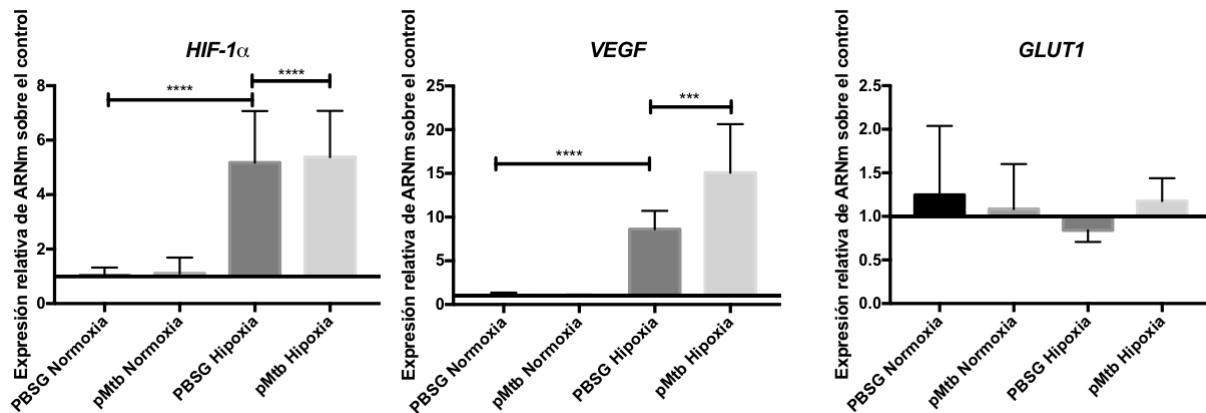 HIF-1α
Expresión relativa de ARNm sobre el control
8
6
4
2
0
****
****
PBSG Normoxia
pMtb Normoxia
PBSG Hipoxia
pMtb Hipoxia
VEGF
Expresión relativa de ARNm sobre el control
25
20
15
10
5
0
****
***
PBSG Normoxia
pMtb Normoxia
PBSG Hipoxia
pMtb Hipoxia
GLUT1
Expresión relativa de ARNm sobre el control
2.5
2.0
1.5
1.0
0.5
0.0
PBSG Normoxia
pMtb Normoxia
PBSG Hipoxia
pMtb Hipoxia